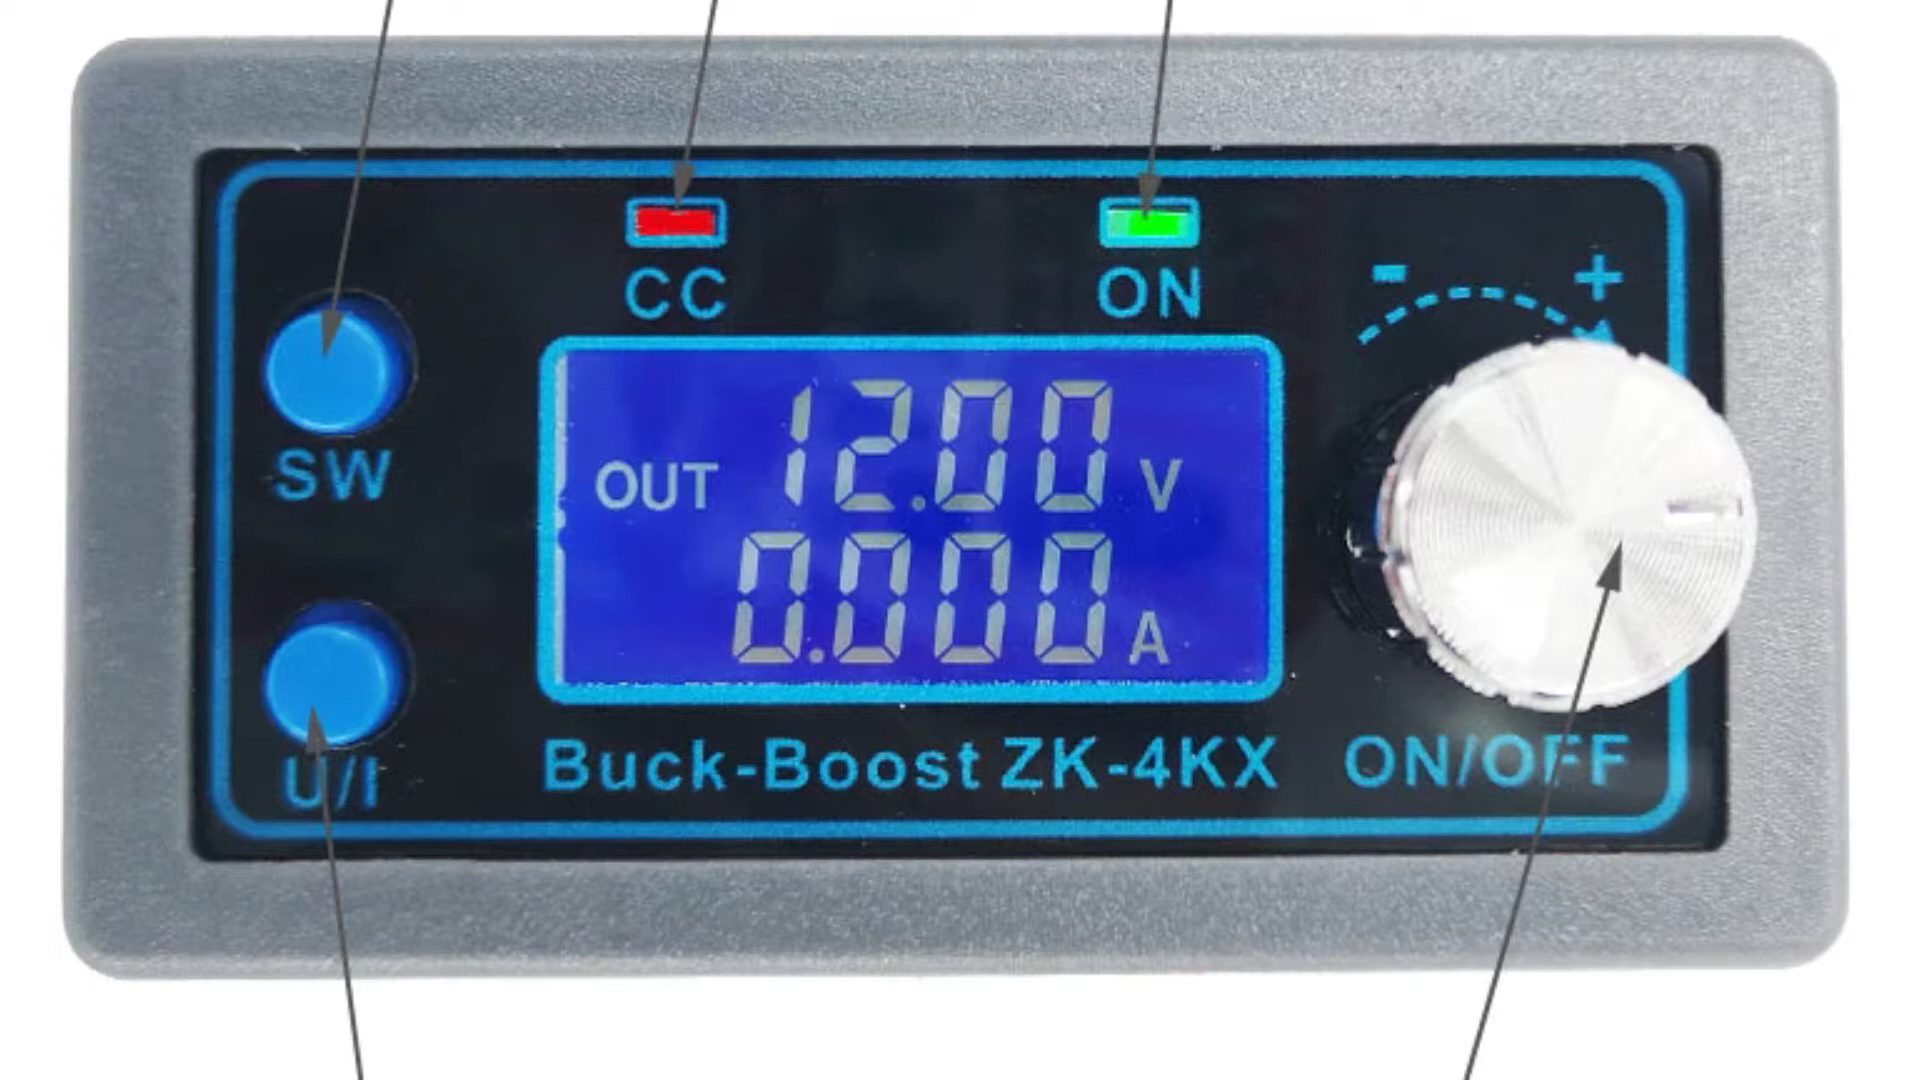 CC
ON
- +
SW
OUT 12.00 V
0.000 A
U/I
Buck-Boost ZK-4KX
ON/OFF